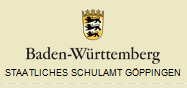 Baden-Württemberg
STAATLICHES SCHULAMT GÖPPINGEN